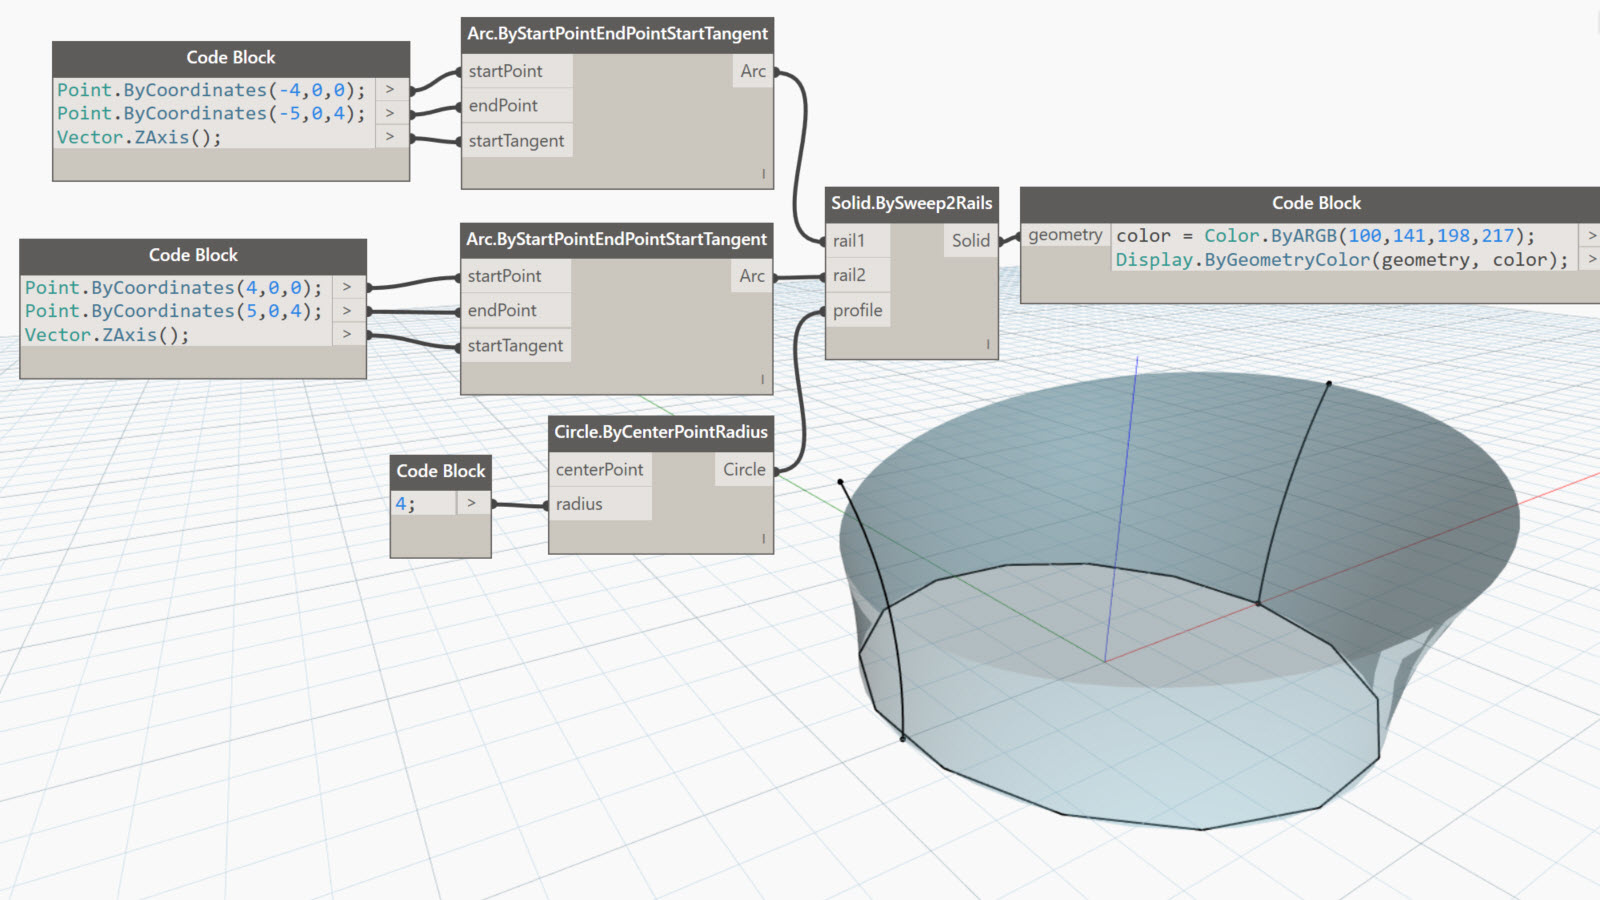 Code Block
Point.ByCoordinates(-4,0,0); >
Point.ByCoordinates(-5,0,4); >
Vector.ZAxis(); >
Arc.ByStartPointEndPointStartTangent
startPoint Arc
endPoint
startTangent
I
Code Block
Point.ByCoordinates(4,0,0); >
Point.ByCoordinates(5,0,4); >
Vector.ZAxis(); >
Arc.ByStartPointEndPointStartTangent
startPoint Arc
endPoint
startTangent
I
Code Block
4; >
Circle.ByCenterPointRadius
centerPoint Circle
radius
I
Solid.BySweep2Rails
rail1 Solid
rail2
profile
I
Code Block
geometry color = Color.ByARGB(100,141,198,217); >
Display.ByGeometryColor(geometry, color); >